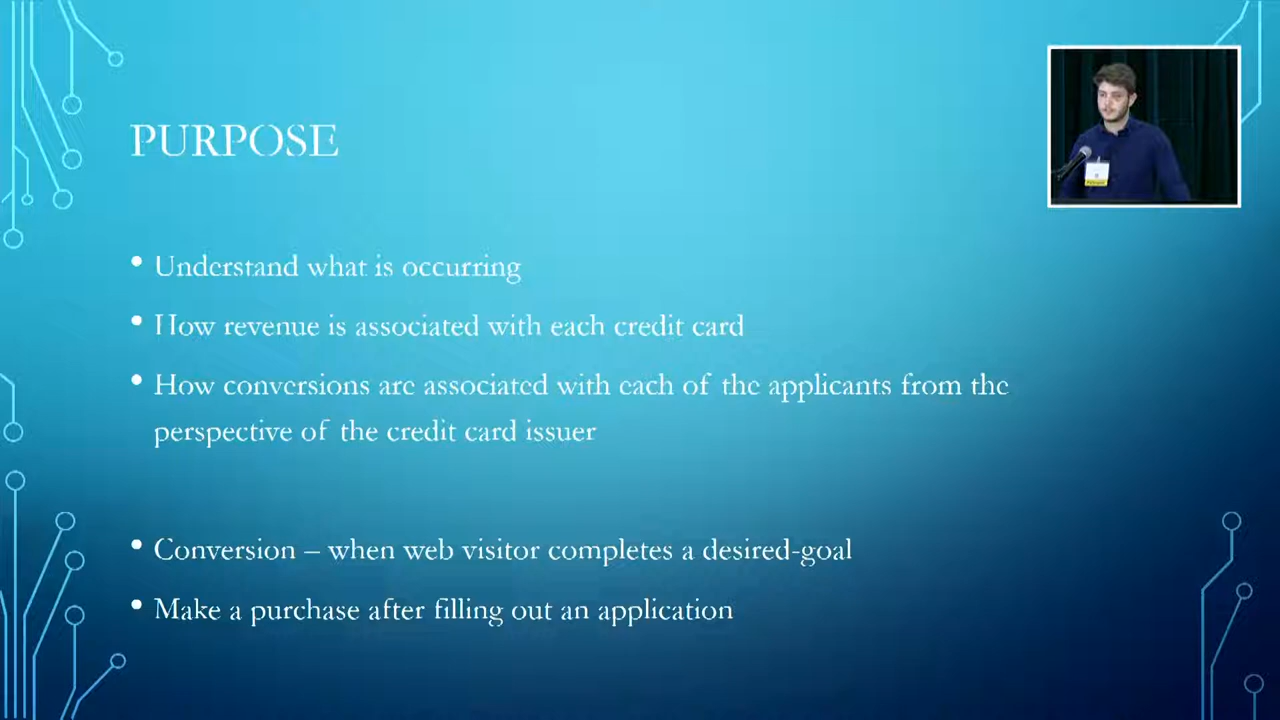 PURPOSE
• Understand what is occurring
• How revenue is associated with each credit card
• How conversions are associated with each of the applicants from the
perspective of the credit card issuer
• Conversion – when web visitor completes a desired-goal
• Make a purchase after filling out an application